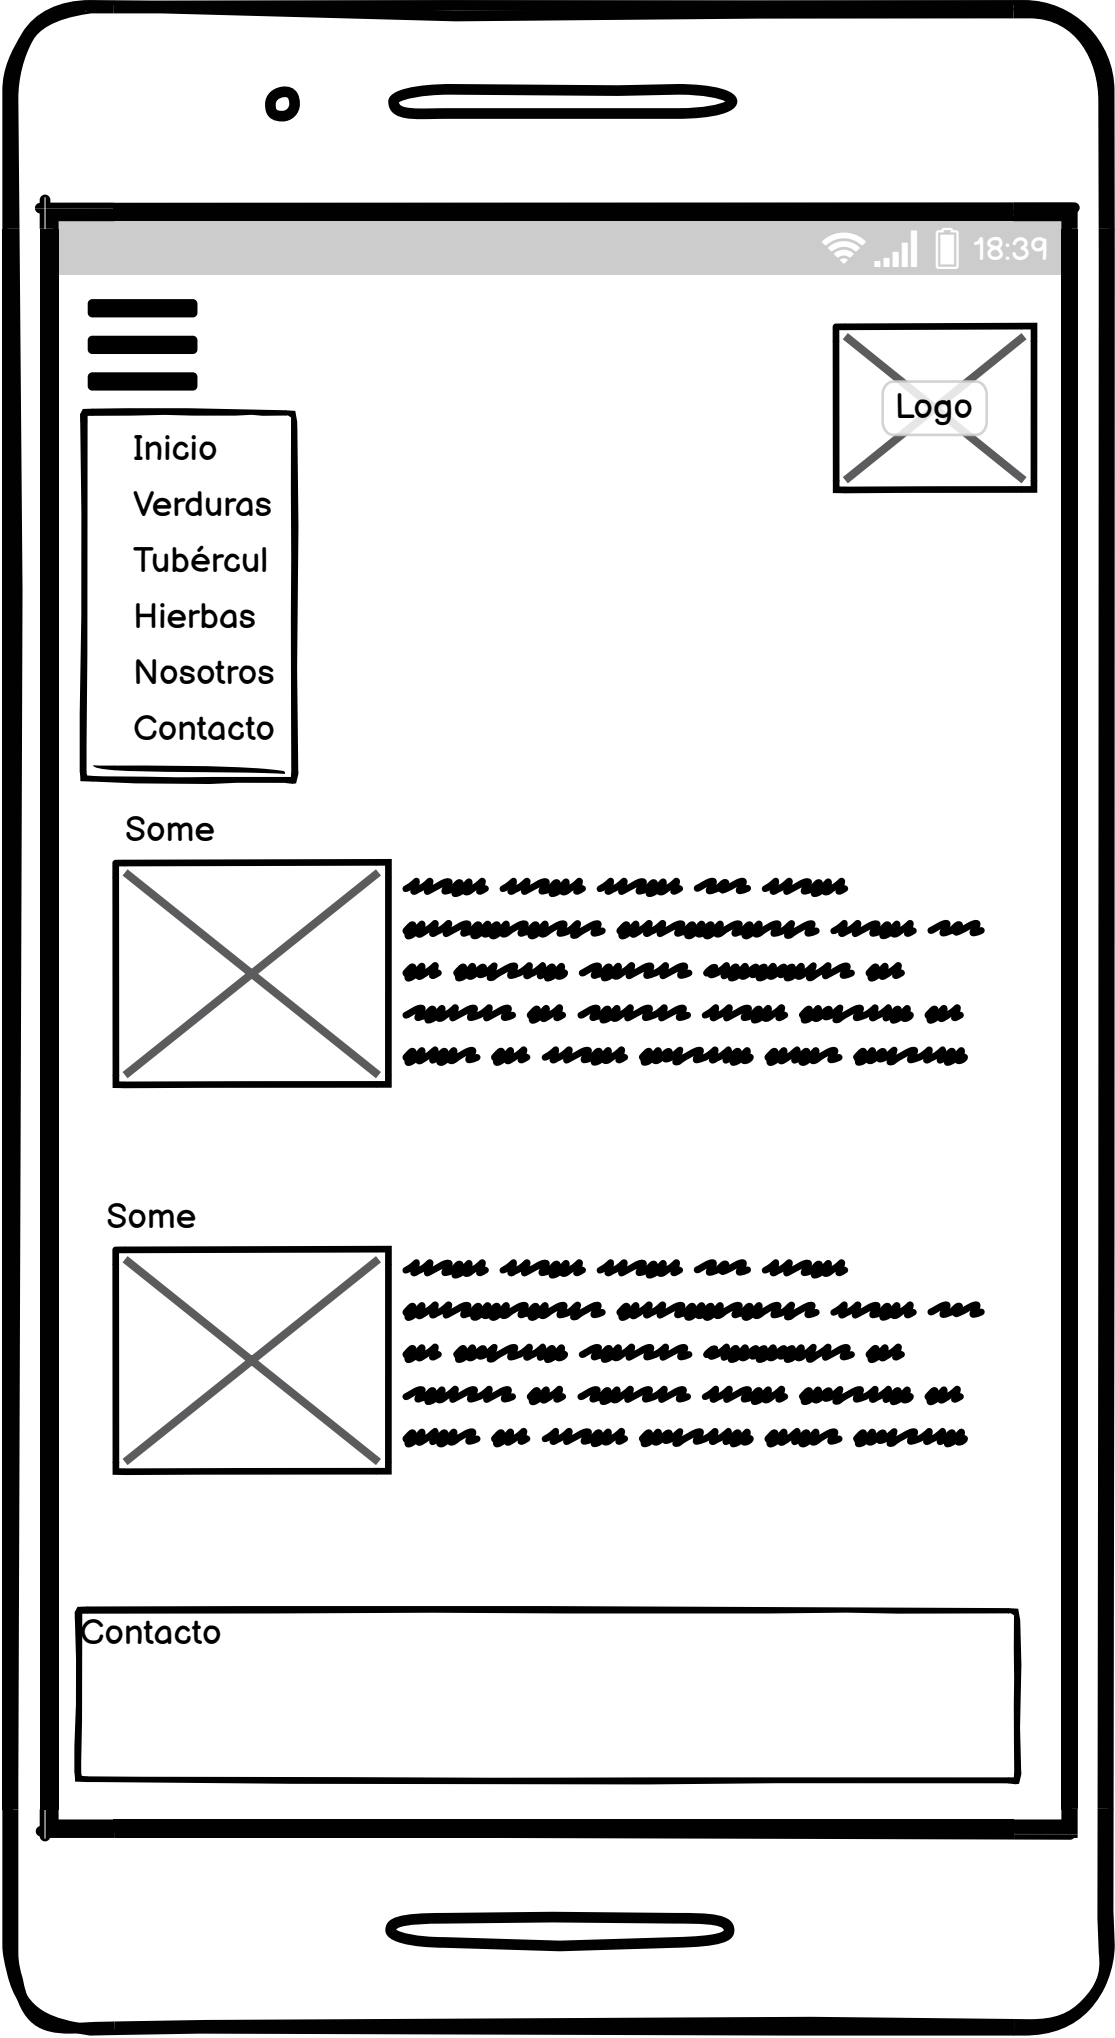 18:39
Logo
Inicio
Verduras
Tubércul
Hierbas
Nosotros
Contacto
Some
Some
Contacto